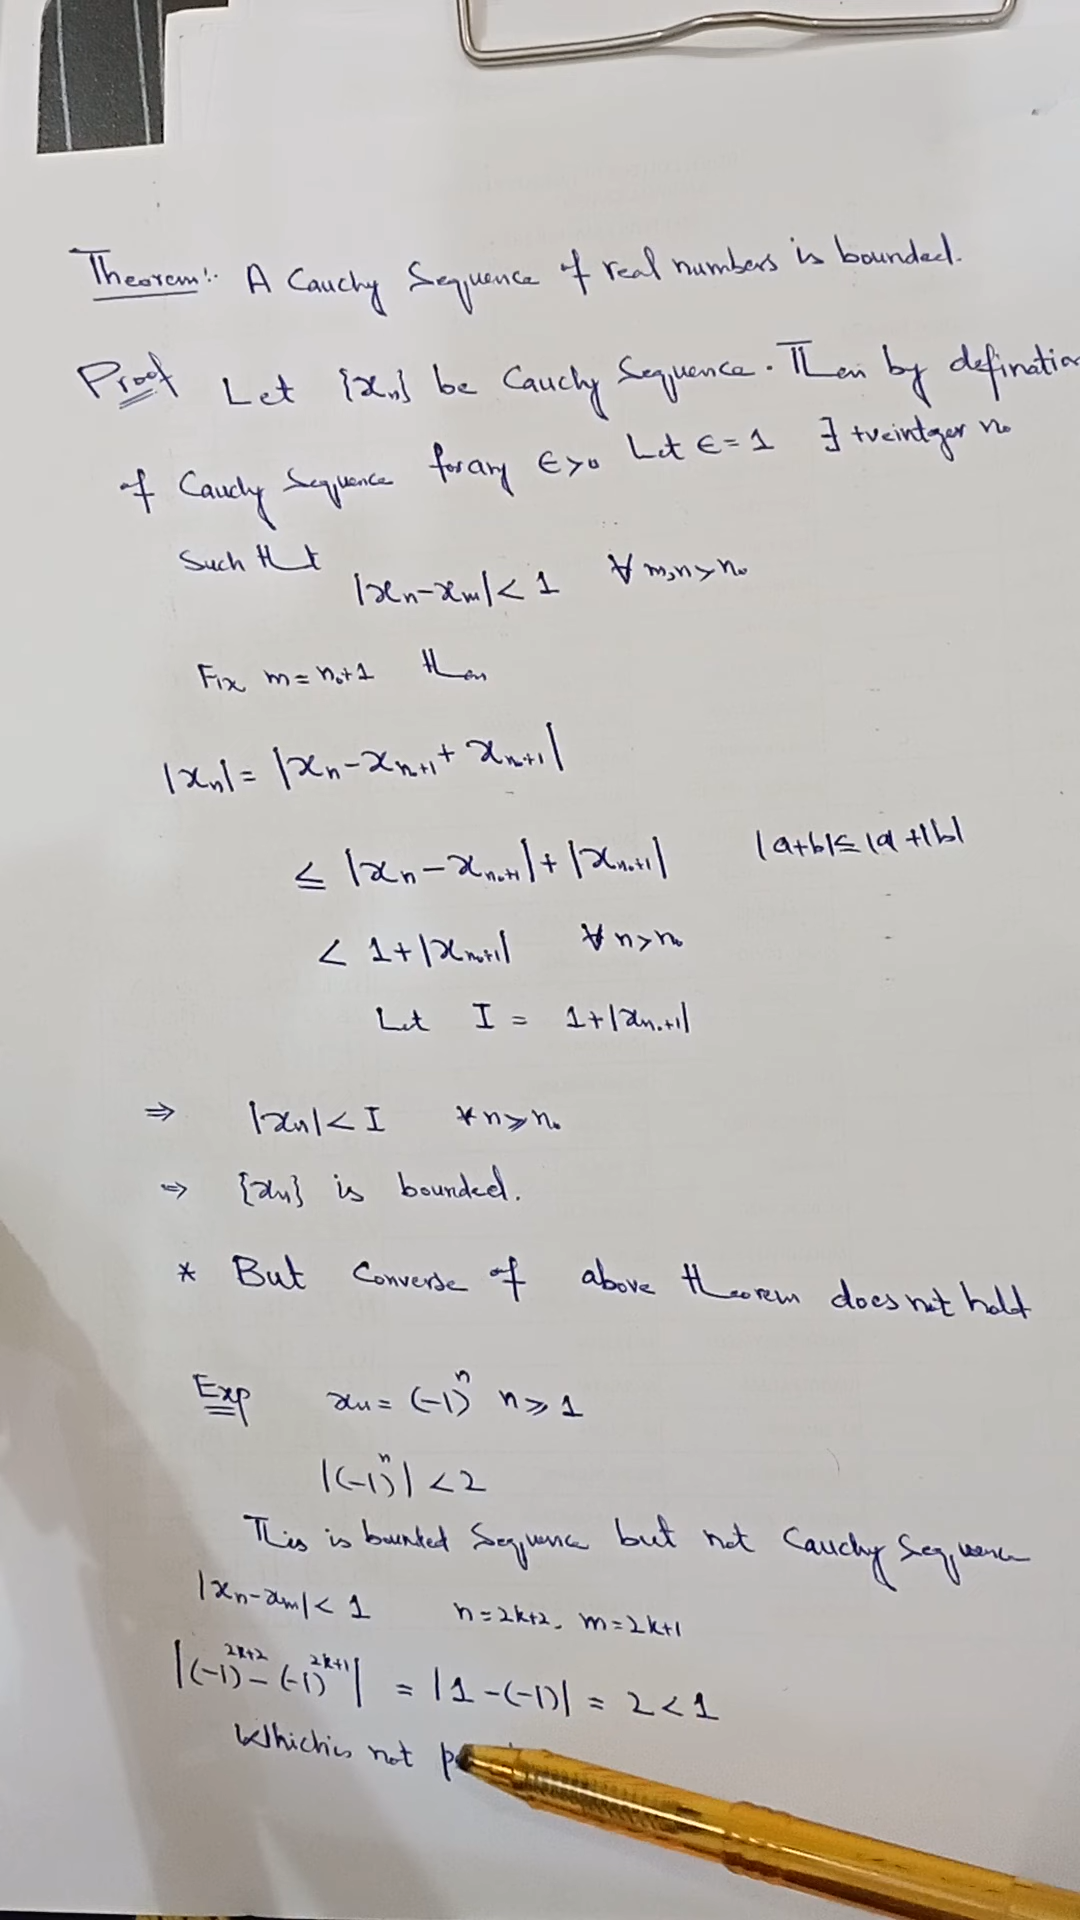 Theorem:- A Cauchy Sequence of real numbers is bounded.
Proof Let {xₙ} be Cauchy Sequence. Then by defination
of Cauchy Sequence for any ∈>0 Let ∈=1 ∃ +ve integer n₀
Such that |xₙ-xₘ|<1 ∀ m,n>n₀
Fix m=n₀+1 then
|xₙ|= |xₙ-xₙ₀₊₁+ xₙ₀₊₁|
≤ |xₙ-xₙ₀₊₁|+|xₙ₀₊₁| |a+b|≤|a|+|b|
< 1+|xₙ₀₊₁| ∀ n>n₀
Let I = 1+|xₙ₀₊₁|
⇒ |xₙ|<I ∀ n≥n₀
⇒ {xₙ} is bounded.
* But Converse of above theorem does not hold
Exp xₙ= (-1)ⁿ n≥1
|(-1)ⁿ| <2
This is bounded Sequence but not Cauchy Sequence
|xₙ-xₘ|< 1 n=2k+2, m=2k+1
|(-1)²ᵏ⁺²-(-1)²ᵏ⁺¹| = |1-(-1)| = 2<1
Which is not